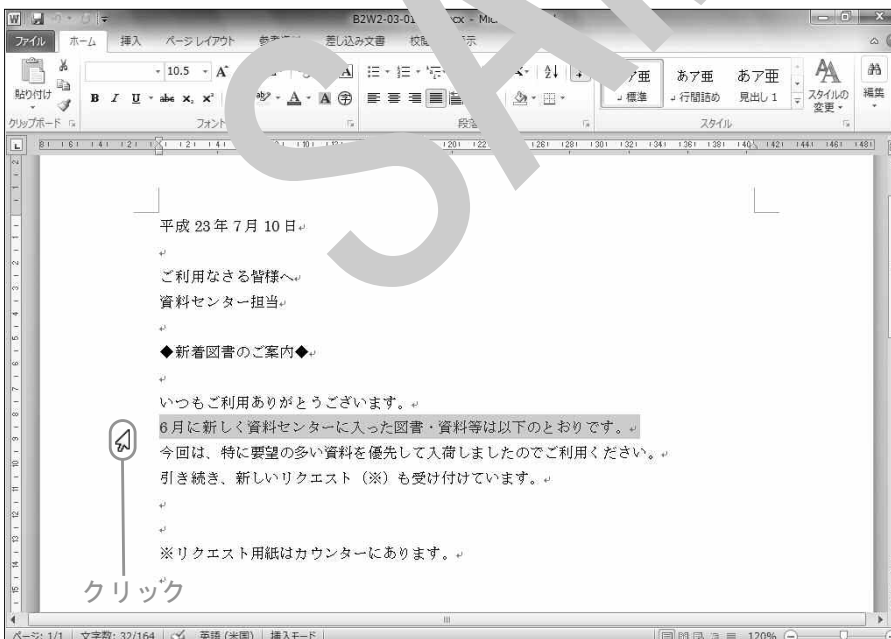 B2W2-03-01
ファイル ホーム 挿入 ページ レイアウト 差し込み文書
10.5
標準 行間詰め 見出し 1 スタイルの変更 編集
貼り付け
クリップボード フォント 段落 スタイル
平成 23 年 7 月 10 日
ご利用なさる皆様へ
資料センター担当
◆新着図書のご案内◆
いつもご利用ありがとうございます。
6 月に新しく資料センターに入った図書・資料等は以下のとおりです。
今回は、特に要望の多い資料を優先して入荷しましたのでご利用ください。
引き続き、新しいリクエスト（※）も受け付けています。
※リクエスト用紙はカウンターにあります。
クリック
ページ: 1/1 文字数: 32/164 英語 (米国) 挿入モード 120%
SAM